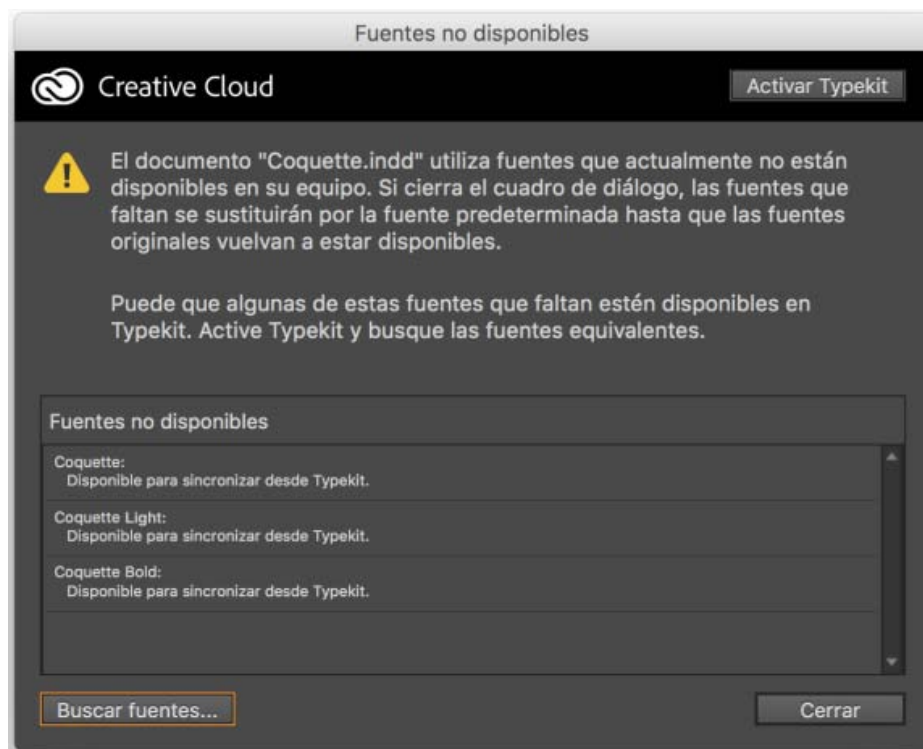 Fuentes no disponibles
Creative Cloud
Activar Typekit
El documento "Coquette.indd" utiliza fuentes que actualmente no están
disponibles en su equipo. Si cierra el cuadro de diálogo, las fuentes que
faltan se sustituirán por la fuente predeterminada hasta que las fuentes
originales vuelvan a estar disponibles.
Puede que algunas de estas fuentes que faltan estén disponibles en
Typekit. Active Typekit y busque las fuentes equivalentes.
Fuentes no disponibles
Coquette:
Disponible para sincronizar desde Typekit.
Coquette Light:
Disponible para sincronizar desde Typekit.
Coquette Bold:
Disponible para sincronizar desde Typekit.
Buscar fuentes...
Cerrar